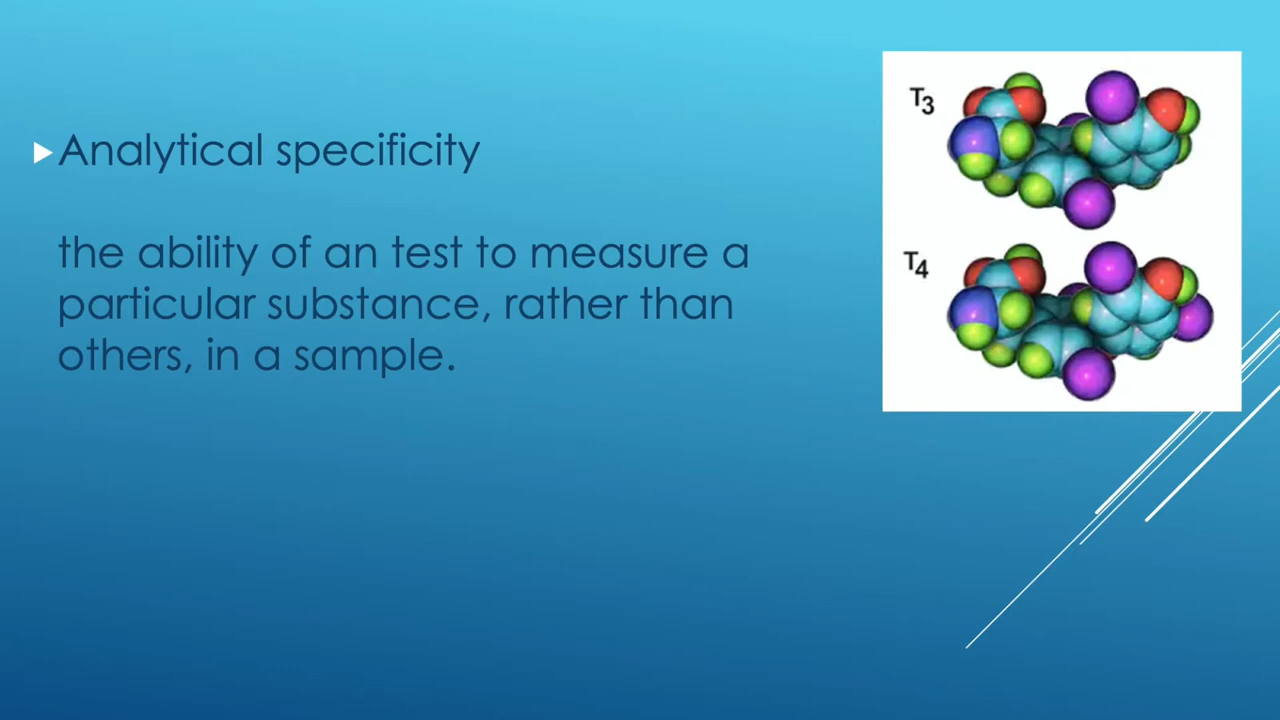 Analytical specificity
the ability of an test to measure a
particular substance, rather than
others, in a sample.
T3
T4